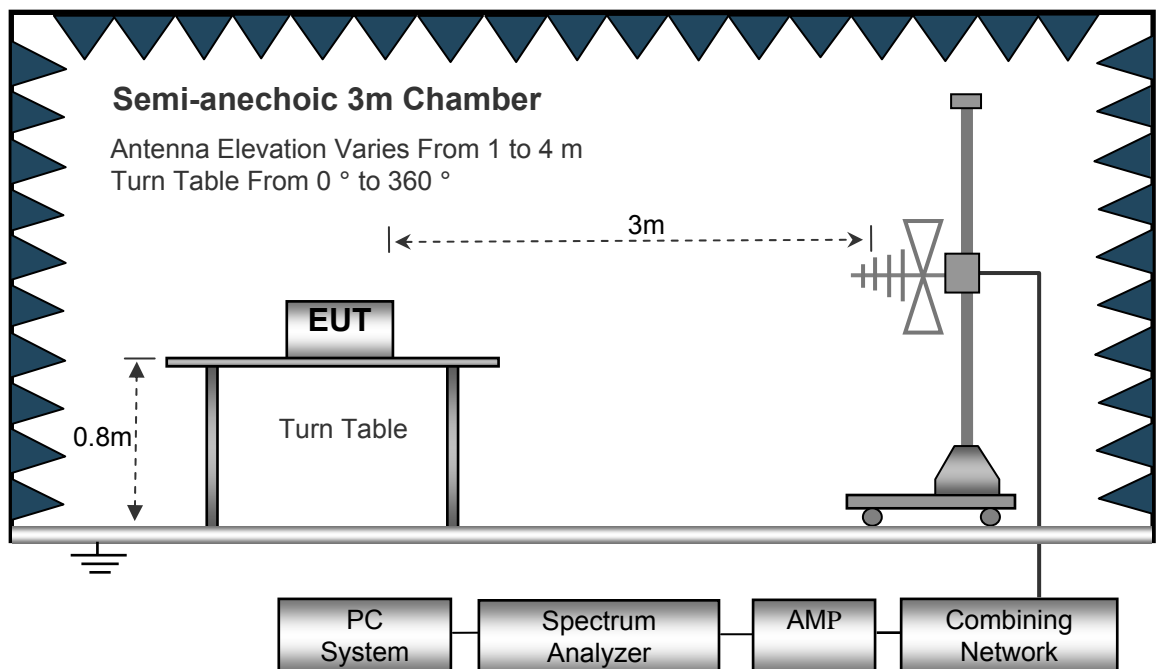 Semi-anechoic 3m Chamber
Antenna Elevation Varies From 1 to 4 m
Turn Table From 0 ° to 360 °
3m
EUT
0.8m
Turn Table
PC
System
Spectrum
Analyzer
AMP
Combining
Network